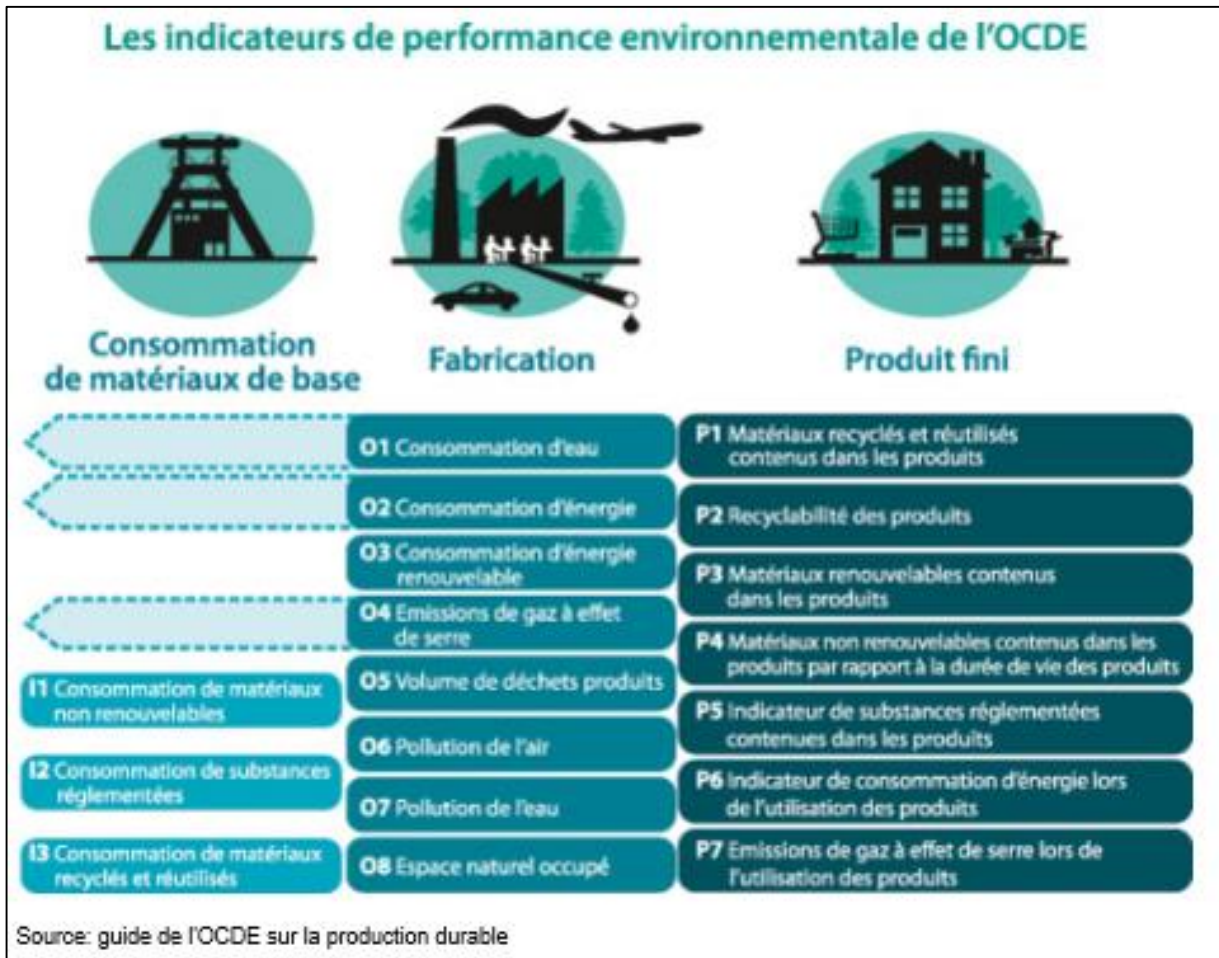 Les indicateurs de performance environnementale de l'OCDE
Consommation
de matériaux de base
Fabrication
Produit fini
I1 Consommation de matériaux
non renouvelables
I2 Consommation de substances
réglementées
I3 Consommation de matériaux
recyclés et réutilisés
O1 Consommation d'eau
O2 Consommation d'énergie
O3 Consommation d'énergie
renouvelable
O4 Emissions de gaz à effet
de serre
O5 Volume de déchets produits
O6 Pollution de l'air
O7 Pollution de l'eau
O8 Espace naturel occupé
P1 Matériaux recyclés et réutilisés
contenus dans les produits
P2 Recyclabilité des produits
P3 Matériaux renouvelables contenus
dans les produits
P4 Matériaux non renouvelables contenus dans les
produits par rapport à la durée de vie des produits
P5 Indicateur de substances réglementées
contenues dans les produits
P6 Indicateur de consommation d'énergie lors
de l'utilisation des produits
P7 Emissions de gaz à effet de serre lors de
l'utilisation des produits
Source: guide de l'OCDE sur la production durable